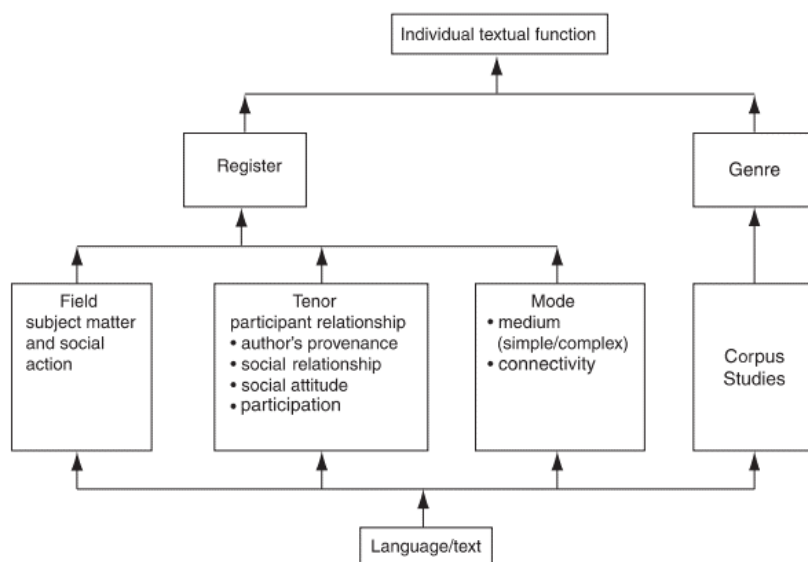 Individual textual function
Register
Genre
Field
subject matter
and social
action
Tenor
participant relationship
• author's provenance
• social relationship
• social attitude
• participation
Mode
• medium
(simple/complex)
• connectivity
Corpus
Studies
Language/text